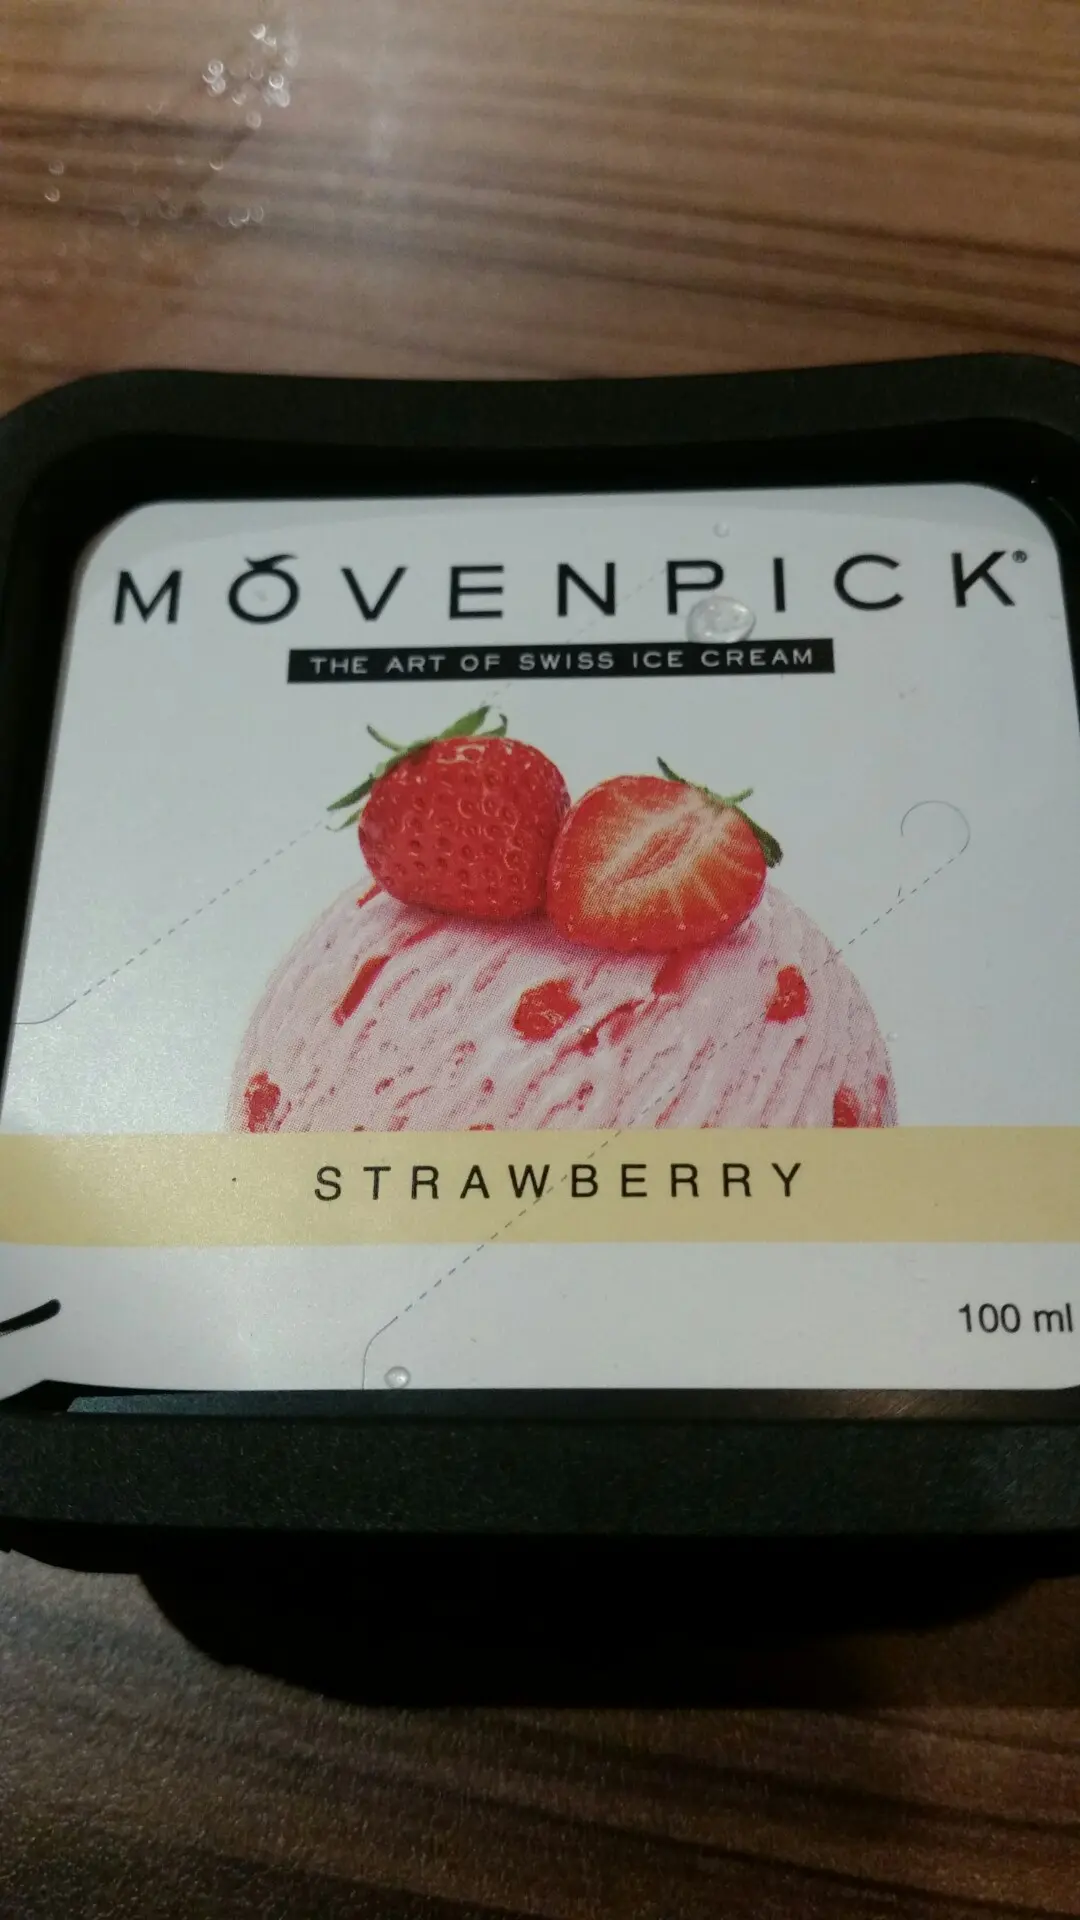 MÖVENPICK®
THE ART OF SWISS ICE CREAM
STRAWBERRY
100 ml